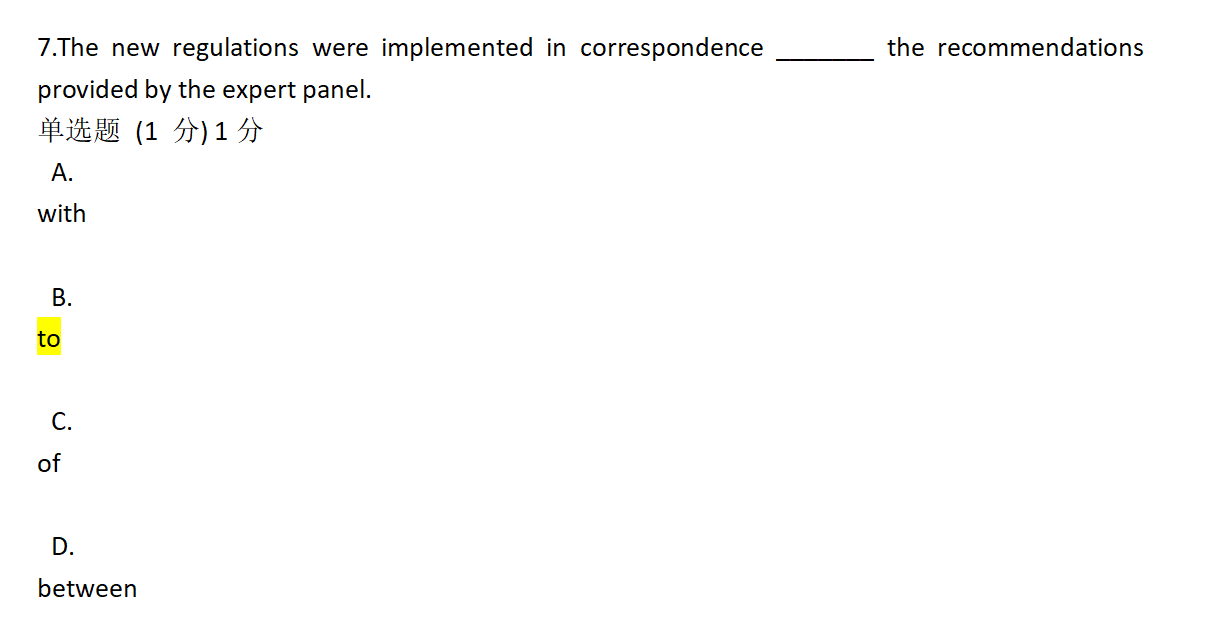 7.The new regulations were implemented in correspondence ________ the recommendations
provided by the expert panel.
单选题 (1 分) 1 分
A.
with
B.
to
C.
of
D.
between